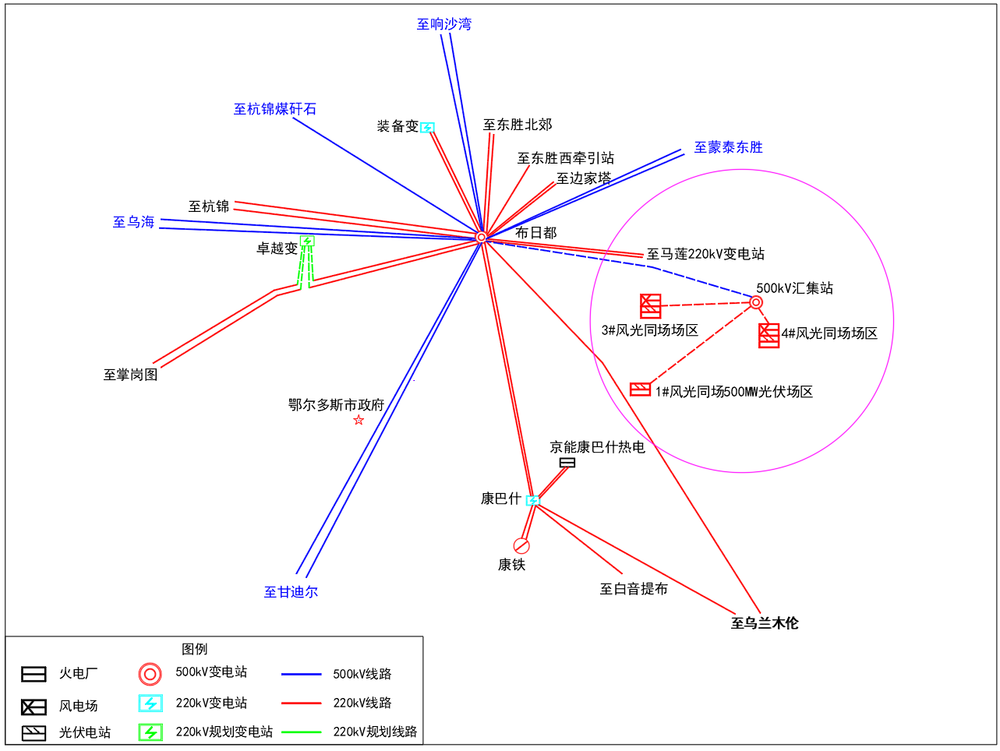 至响沙湾
至杭锦煤矸石
装备变
至东胜北郊
至蒙泰东胜
至东胜西牵引站
至边家塔
至杭锦
至乌海
布日都
卓越变
至马莲220kV变电站
500kV汇集站
3#风光同场场区
4#风光同场场区
至掌岗图
1#风光同场500MW光伏场区
鄂尔多斯市政府
京能康巴什热电
康巴什
康铁
至白音提布
至甘迪尔
至乌兰木伦
图例
火电厂
500kV变电站
500kV线路
风电场
220kV变电站
220kV线路
光伏电站
220kV规划变电站
220kV规划线路